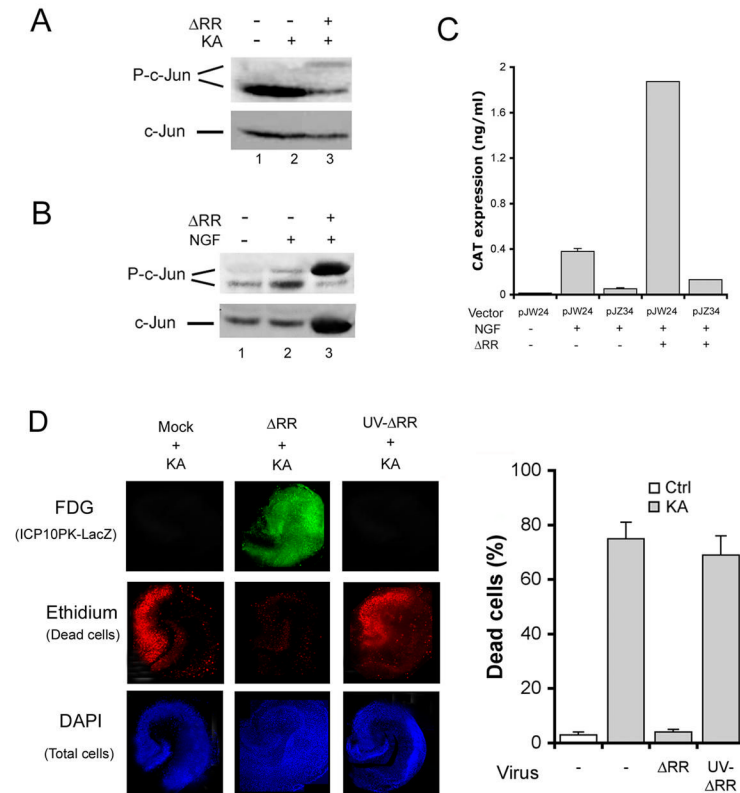 A
ΔRR - - +
KA - + +
P-c-Jun
c-Jun
1 2 3
B
ΔRR - - +
NGF - + +
P-c-Jun
c-Jun
1 2 3
C
CAT expression (ng/ml)
2
1.6
1.2
0.8
0.4
0
Vector pJW24 pJW24 pJZ34 pJW24 pJZ34
NGF - + + + +
ΔRR - - - + +
D
Mock + KA
ΔRR + KA
UV-ΔRR + KA
FDG
(ICP10PK-LacZ)
Ethidium
(Dead cells)
DAPI
(Total cells)
Dead cells (%)
100
80
60
40
20
0
Ctrl
KA
Virus - - ΔRR UV-ΔRR